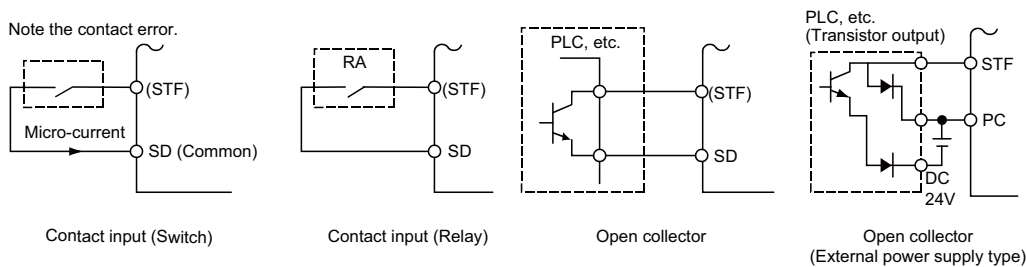 Note the contact error.
(STF)
Micro-current
SD (Common)
Contact input (Switch)
RA
(STF)
SD
Contact input (Relay)
PLC, etc.
(STF)
SD
Open collector
PLC, etc.
(Transistor output)
STF
PC
DC
24V
Open collector
(External power supply type)